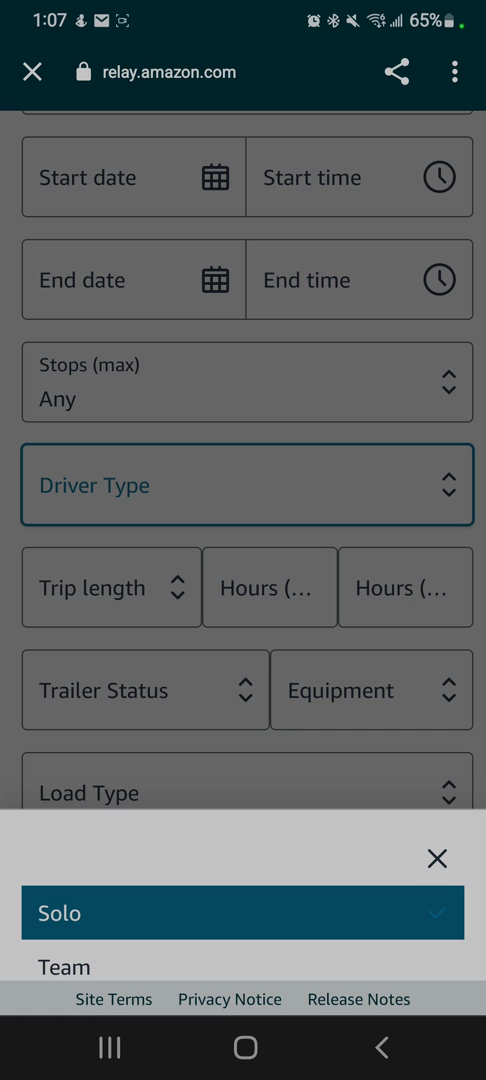 1:07 65%
relay.amazon.com
Start date Start time
End date End time
Stops (max)
Any
Driver Type
Trip length Hours (... Hours (...
Trailer Status Equipment
Load Type
Solo
Team
Site Terms Privacy Notice Release Notes